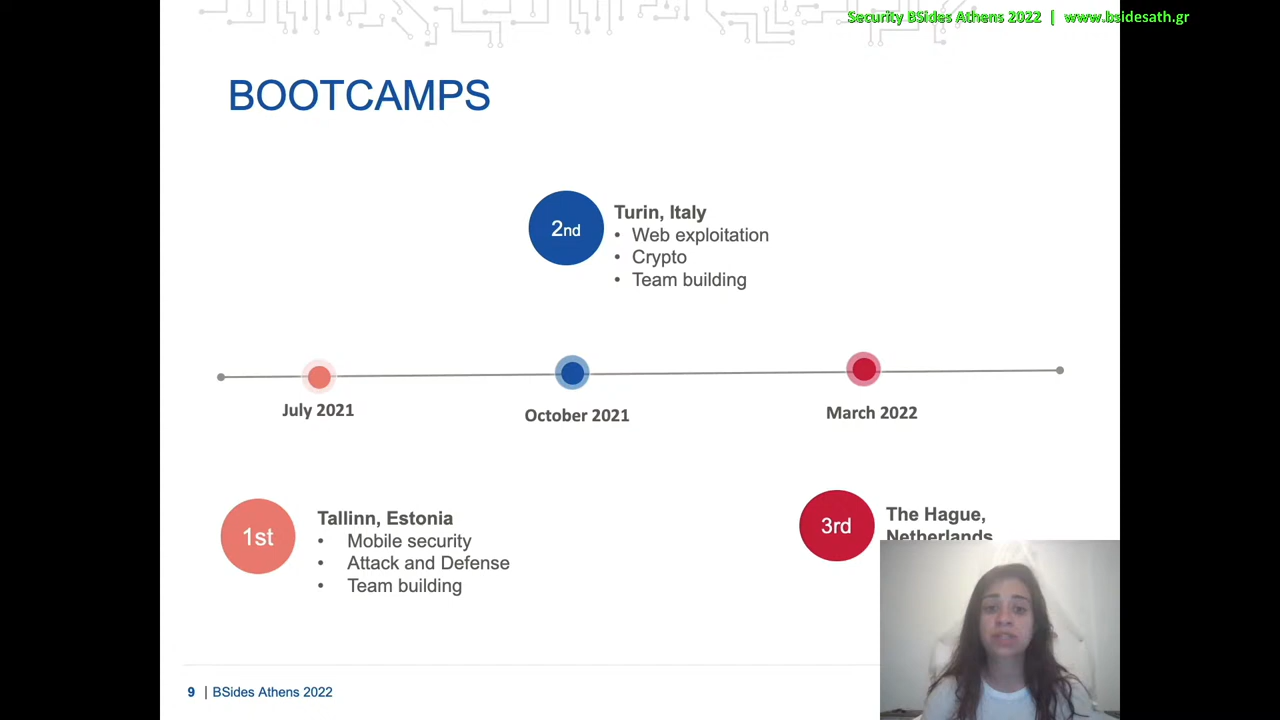 Security BSides Athens 2022 | www.bsidesath.gr
BOOTCAMPS
2nd
Turin, Italy
• Web exploitation
• Crypto
• Team building
July 2021
October 2021
March 2022
1st
Tallinn, Estonia
• Mobile security
• Attack and Defense
• Team building
3rd
The Hague,
Netherlands
9 | BSides Athens 2022